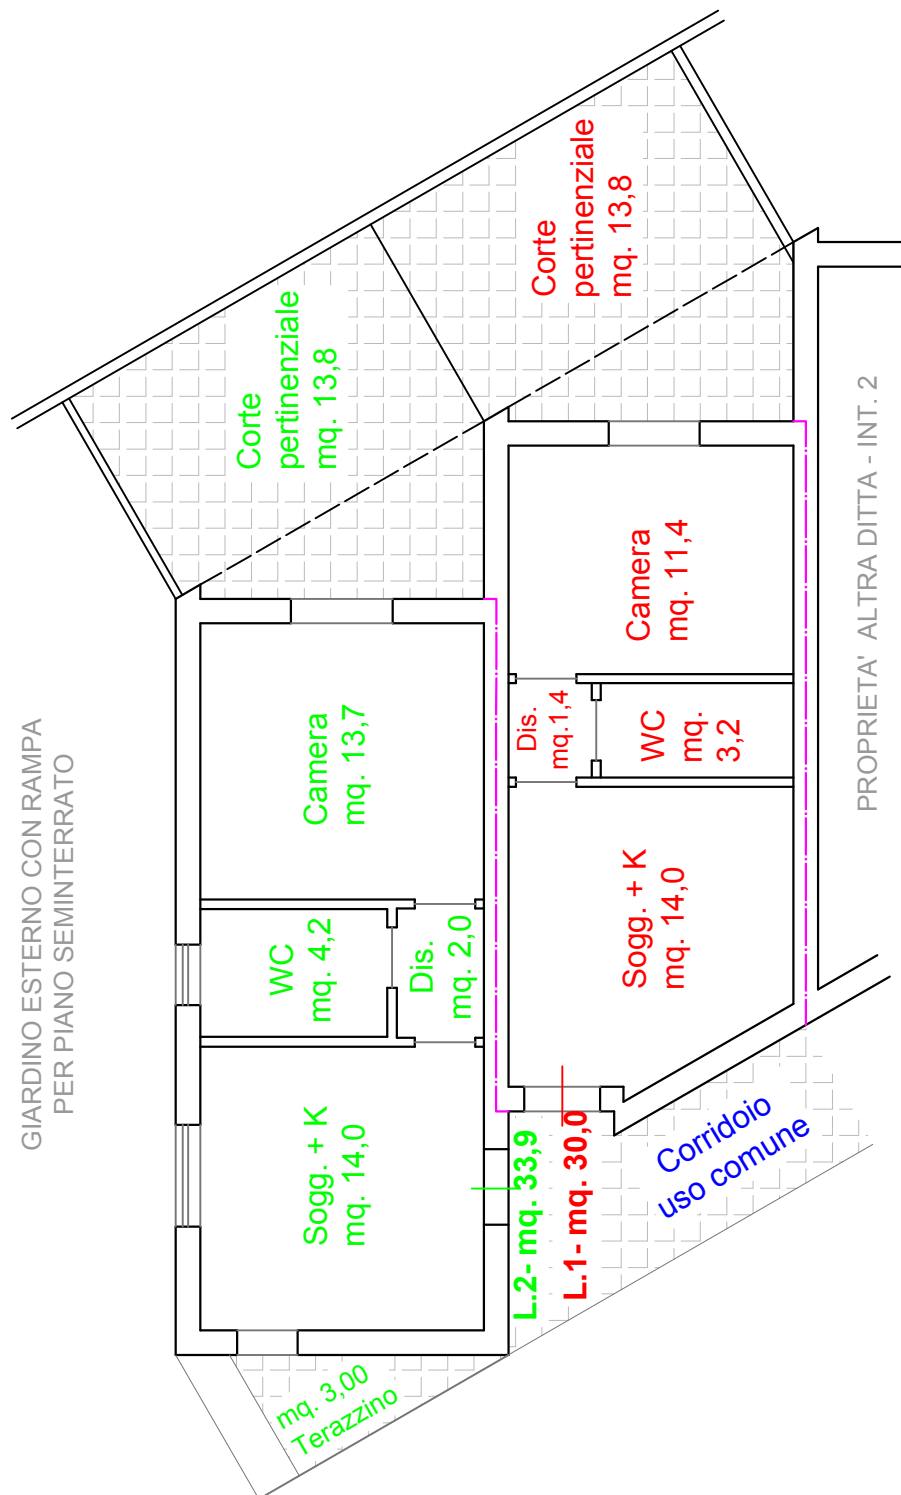 Corte
pertinenziale
mq. 13,8
Corte
pertinenziale
mq. 13,8
PROPRIETA' ALTRA DITTA - INT. 2
Camera
mq. 11,4
Dis.
mq.1,4
WC
mq.
3,2
Camera
mq. 13,7
GIARDINO ESTERNO CON RAMPA
PER PIANO SEMINTERRATO
Sogg. + K
mq. 14,0
WC
mq. 4,2
Dis.
mq. 2,0
Sogg. + K
mq. 14,0
L.2- mq. 33,9
L.1- mq. 30,0
Corridoio
uso comune
mq. 3,00
Terazzino